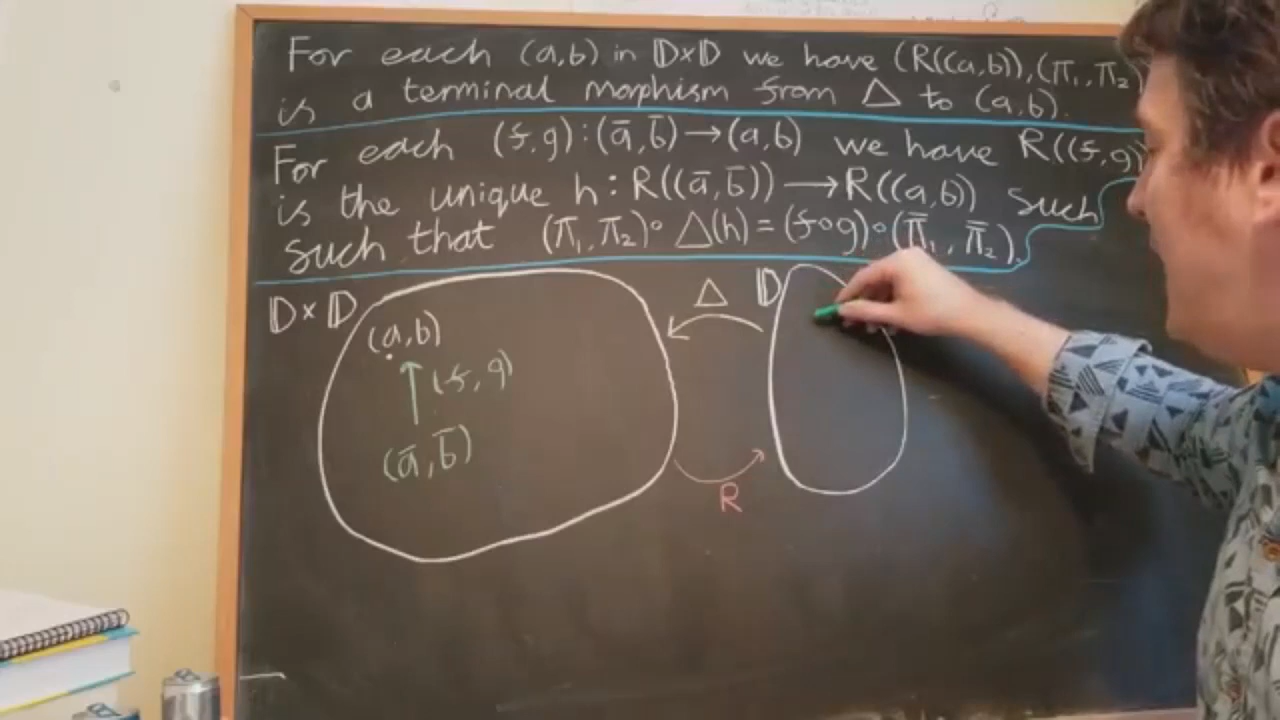 For each (a,b) in 𝔻×𝔻 we have (R((a,b)),(π₁,π₂)
is a terminal morphism from △ to (a,b).
For each (f,g):(ā,b̄)→(a,b) we have R((f,g))
is the unique h:R((ā,b̄))→R((a,b)) such
such that (π₁,π₂)∘△(h)=(f∘g)∘(π̄₁,π̄₂).
𝔻×𝔻
△
𝔻
(a,b)
(f,g)
(ā,b̄)
R